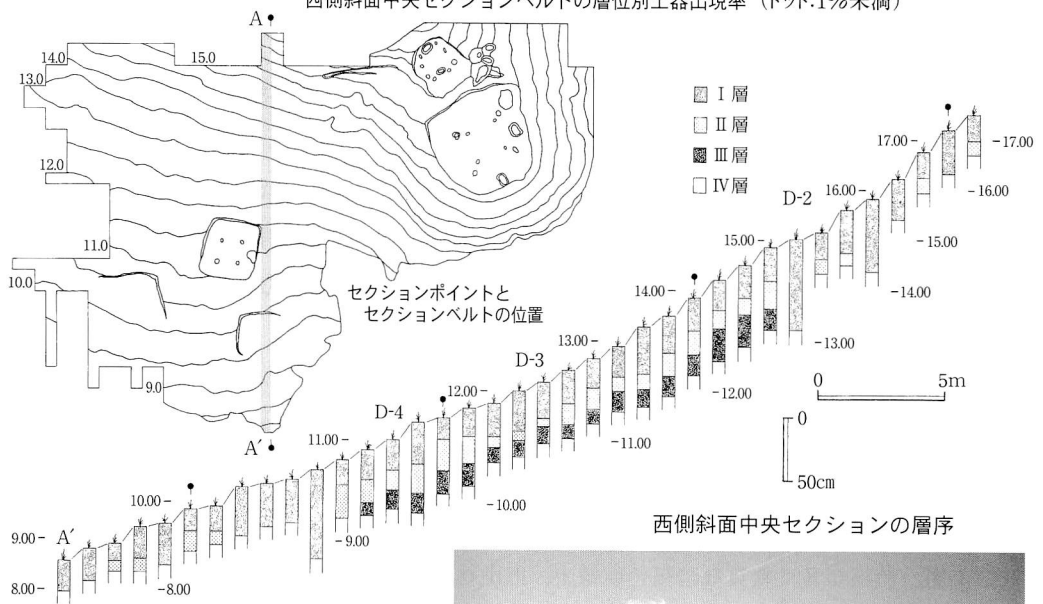 西側斜面中央セクションベルトの層位別土器出現率 (ドット:1%未満)
A
14.0
15.0
13.0
12.0
11.0
10.0
9.0
セクションポイントと
セクションベルトの位置
A′
Ⅰ層
Ⅱ層
Ⅲ層
Ⅳ層
17.00
-17.00
16.00-
-16.00
D-2
15.00-
-15.00
14.00-
-14.00
13.00-
-13.00
D-3
12.00-
-12.00
D-4
11.00-
-11.00
10.00-
-10.00
9.00-
-9.00
A′
8.00-
-8.00
0 5m
0
50cm
西側斜面中央セクションの層序